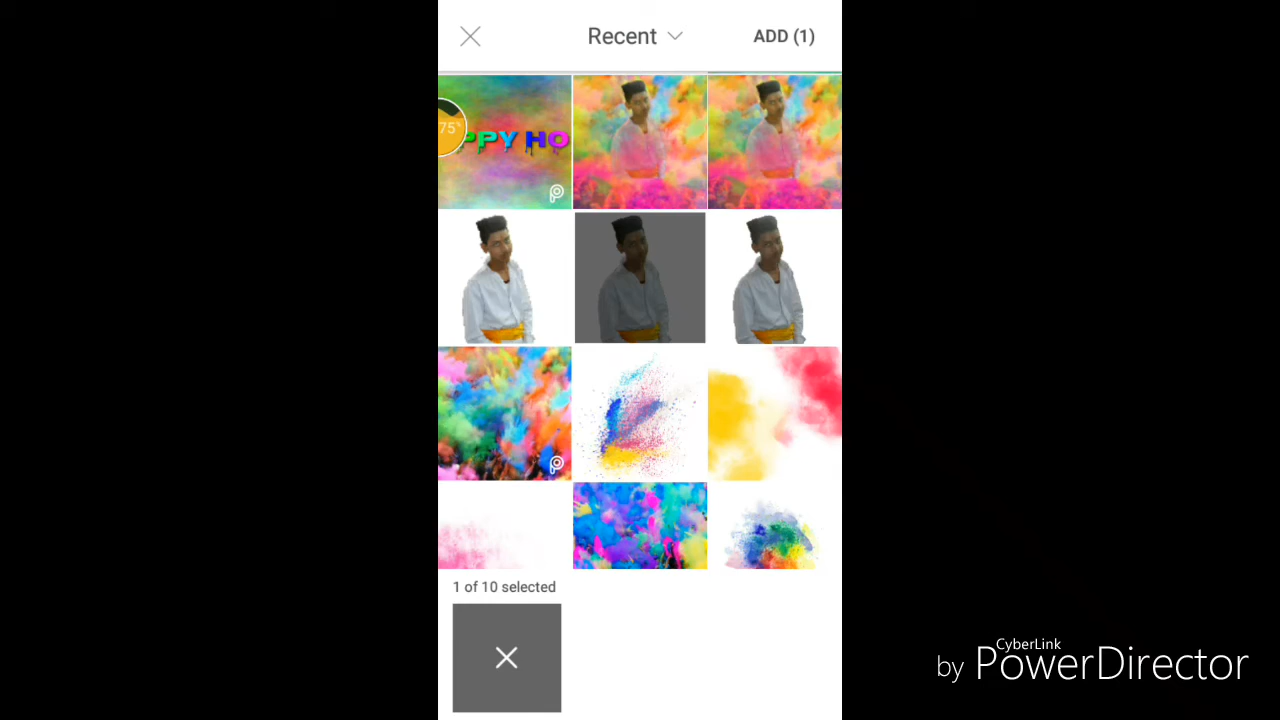 Recent
ADD (1)
75%
PPY HO
1 of 10 selected
CyberLink
by PowerDirector